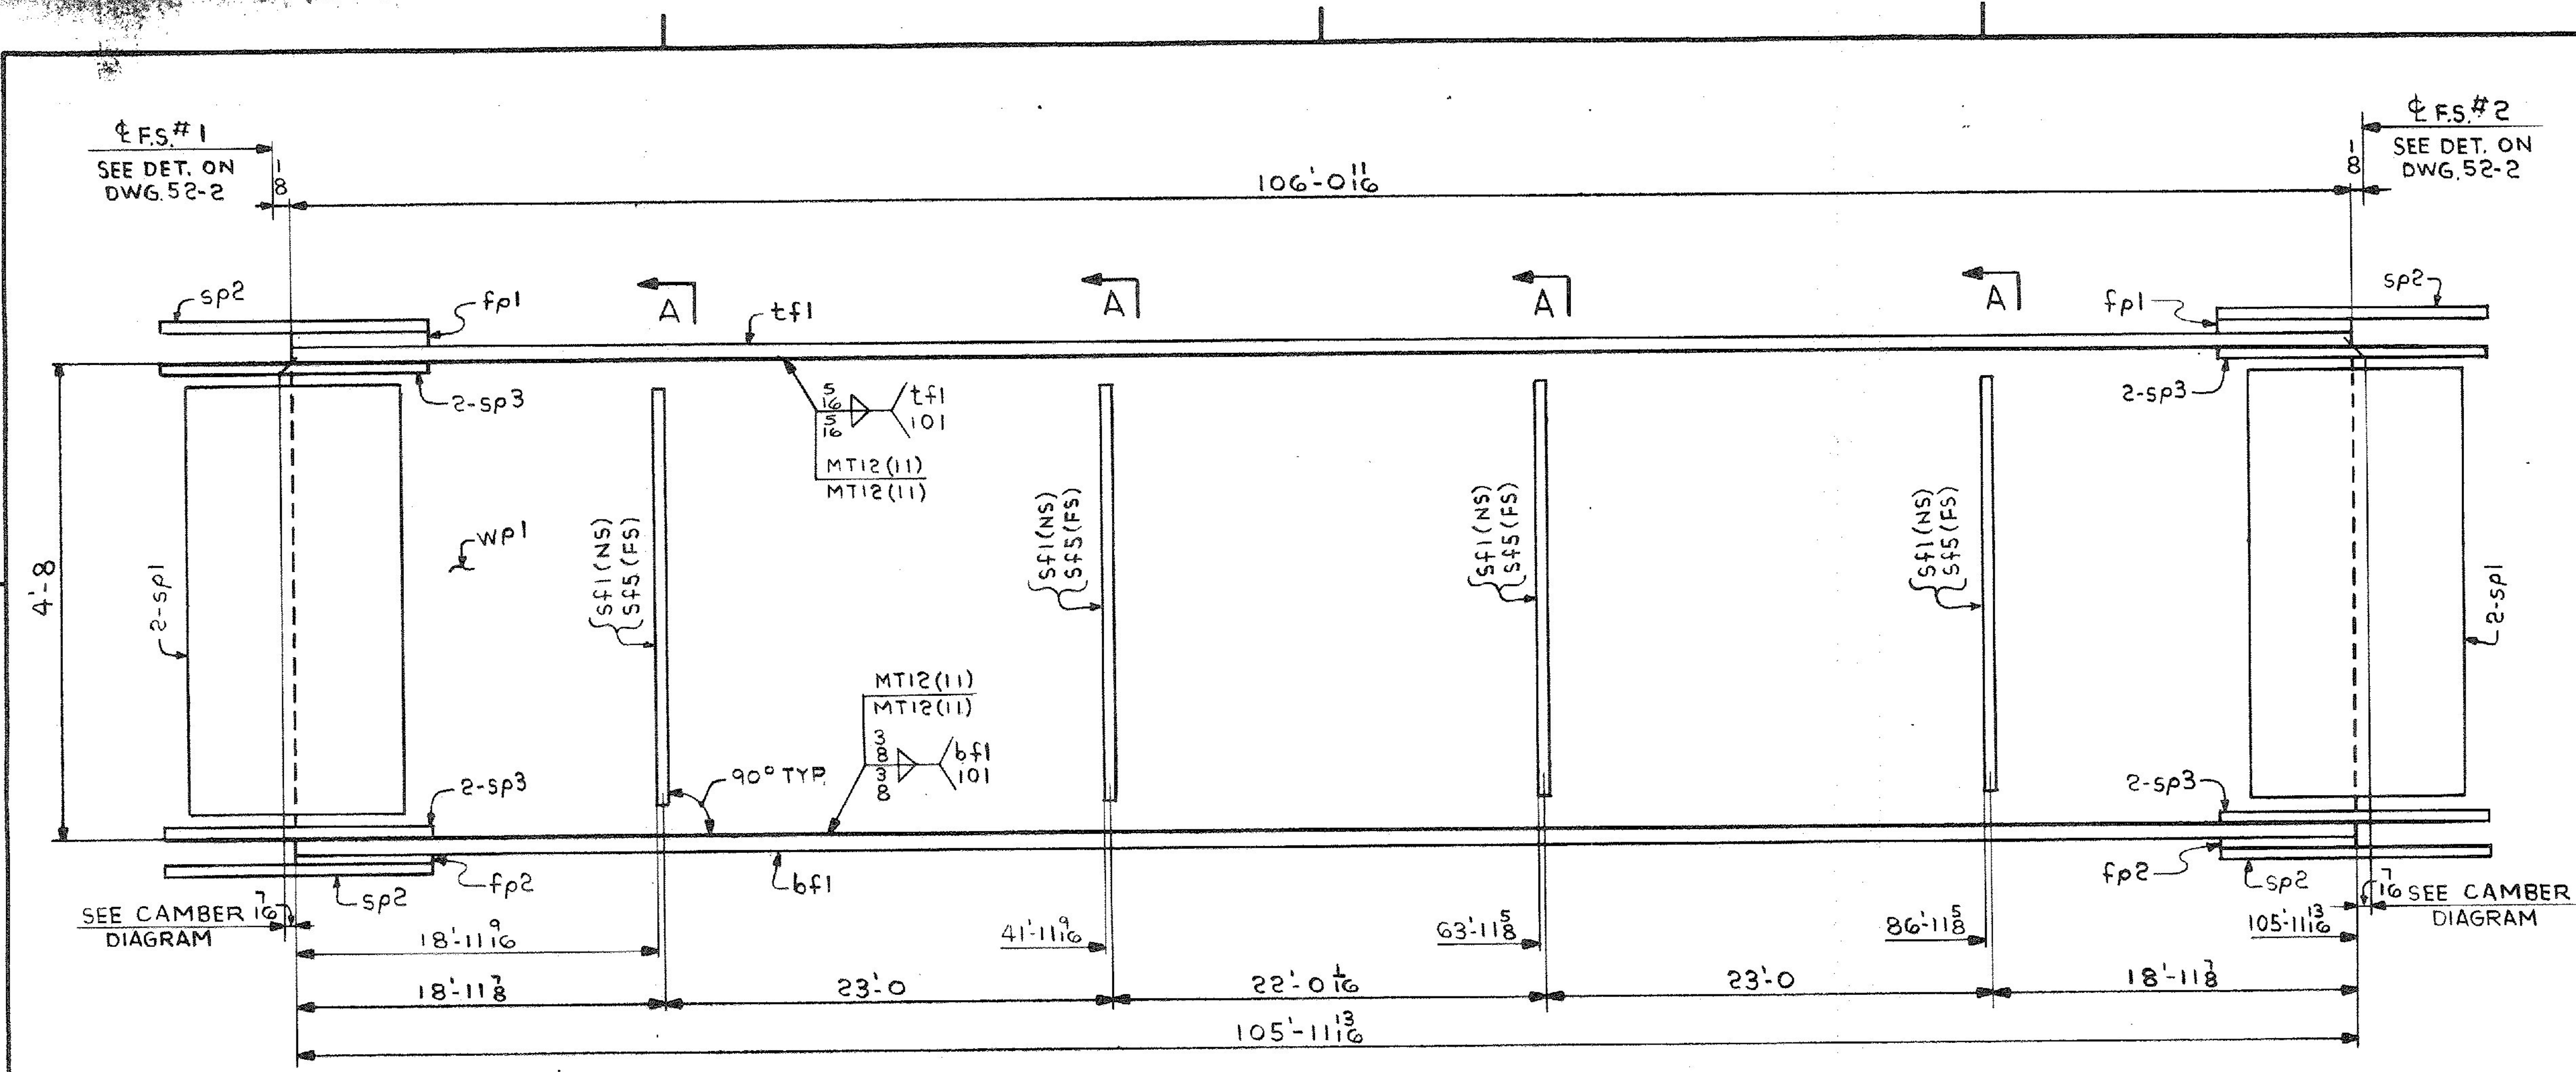 ℄ F.S.#1
SEE DET. ON
DWG.52-2
1/8
106'-0 11/16
1/8
℄ F.S.#2
SEE DET. ON
DWG.52-2
sp2
fp1
tf1
A
A
A
A
fp1
sp2
2-sp3
5/16
5/16
tf1
101
MT12(11)
MT12(11)
2-sp3
4'-8
2-sp1
wp1
sf1(NS)
sf5(FS)
sf1(NS)
sf5(FS)
sf1(NS)
sf5(FS)
sf1(NS)
sf5(FS)
2-sp1
MT12(11)
MT12(11)
3/8
3/8
bf1
101
90° TYP.
2-sp3
2-sp3
sp2
fp2
bf1
fp2
sp2
SEE CAMBER
DIAGRAM
7/16
18'-11 9/16
41'-11 9/16
63'-11 5/8
86'-11 5/8
105'-11 13/16
7/16
SEE CAMBER
DIAGRAM
18'-11 7/8
23'-0
22'-0 1/16
23'-0
18'-11 7/8
105'-11 13/16